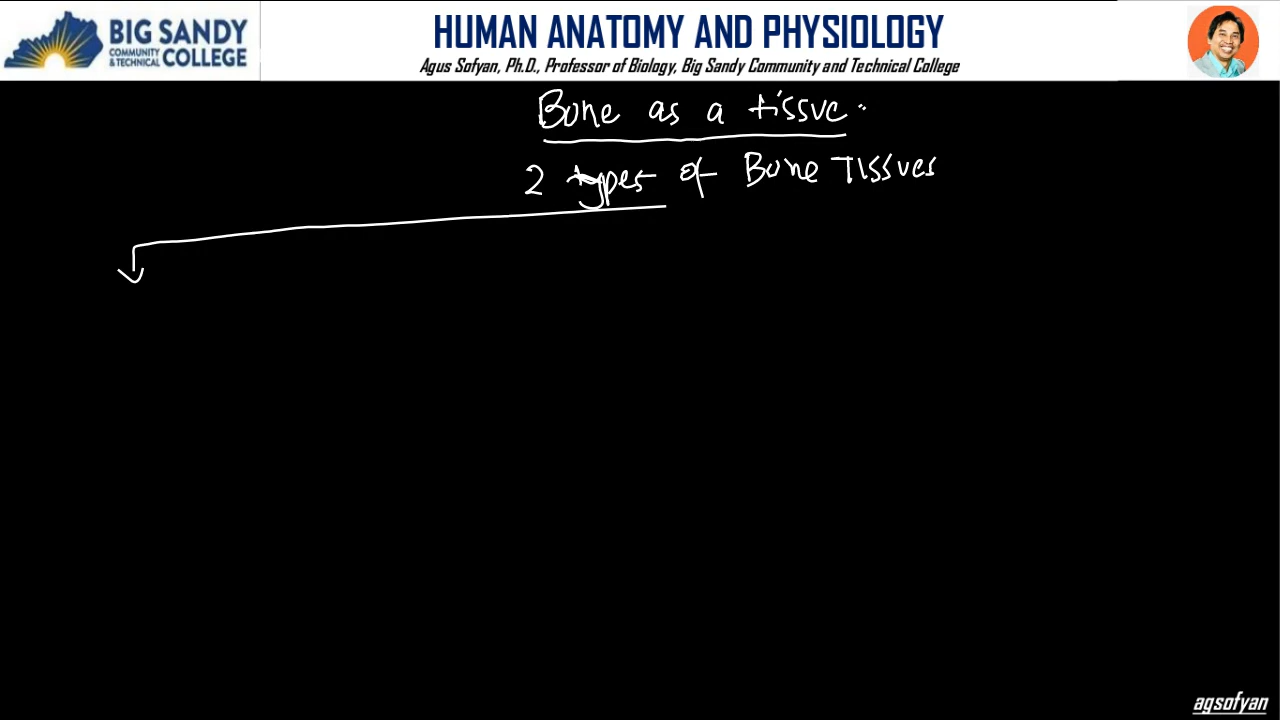 BIG SANDY
COMMUNITY
& TECHNICAL COLLEGE
HUMAN ANATOMY AND PHYSIOLOGY
Agus Sofyan, Ph.D., Professor of Biology, Big Sandy Community and Technical College
Bone as a tissue.
2 types of Bone Tissues
agsofyan